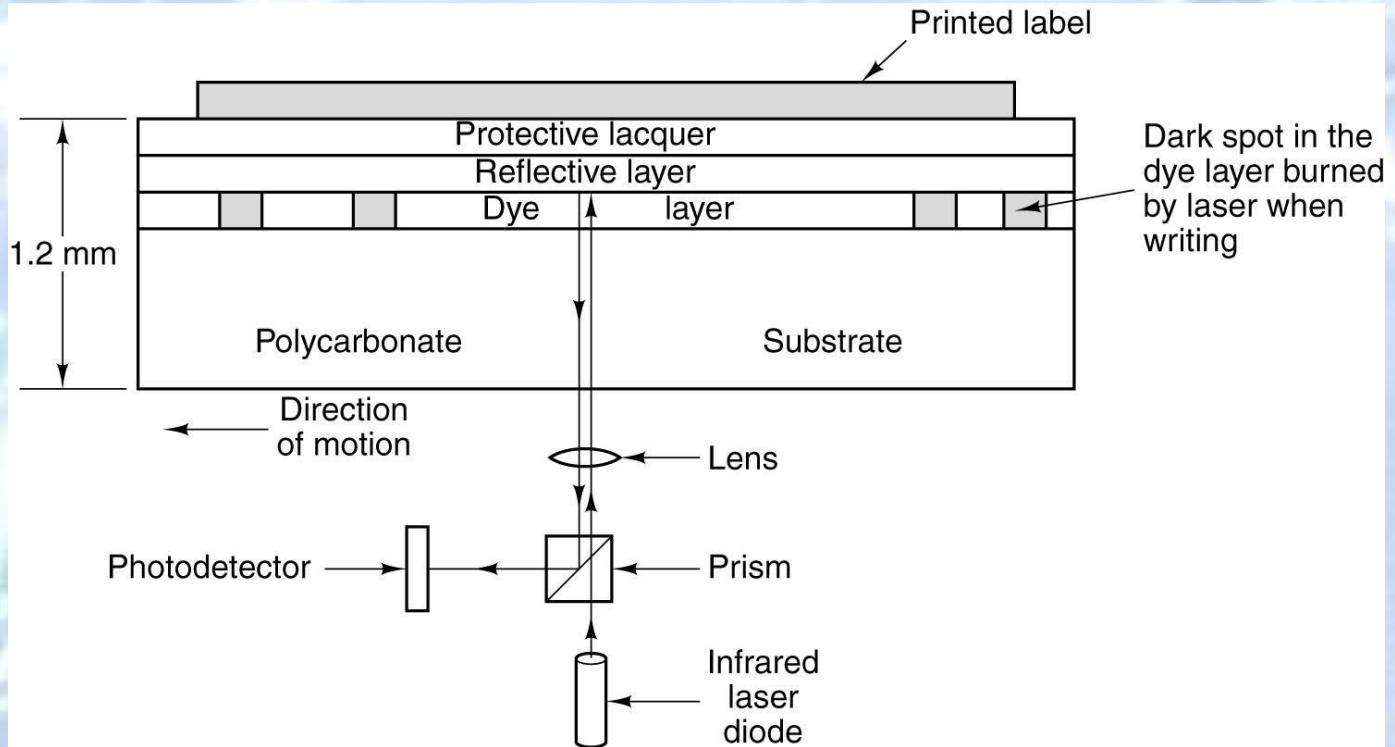 Printed label
Protective lacquer
Reflective layer
Dye layer
Dark spot in the
dye layer burned
by laser when
writing
1.2 mm
Polycarbonate Substrate
Direction
of motion
Lens
Photodetector
Prism
Infrared
laser
diode